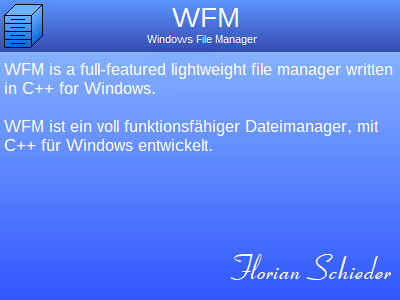 WFM
Windows File Manager
WFM is a full-featured lightweight file manager written
in C++ for Windows.
WFM ist ein voll funktionsfähiger Dateimanager, mit
C++ für Windows entwickelt.
Florian Schieder